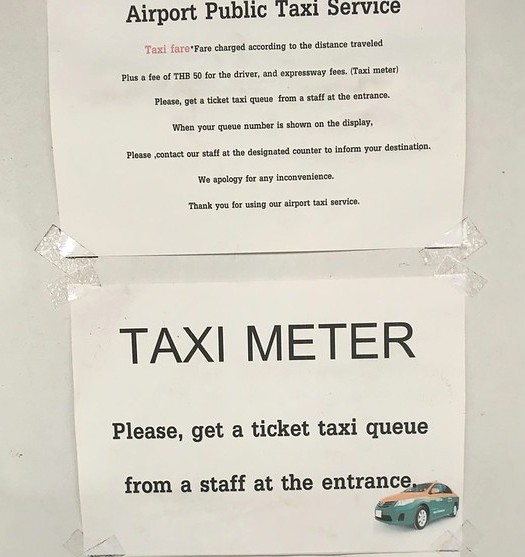 Airport Public Taxi Service
Taxi fare*Fare charged according to the distance traveled
Plus a fee of THB 50 for the driver, and expressway fees. (Taxi meter)
Please, get a ticket taxi queue from a staff at the entrance.
When your queue number is shown on the display,
Please ,contact our staff at the designated counter to inform your destination.
We apology for any inconvenience.
Thank you for using our airport taxi service.
TAXI METER
Please, get a ticket taxi queue
from a staff at the entrance.